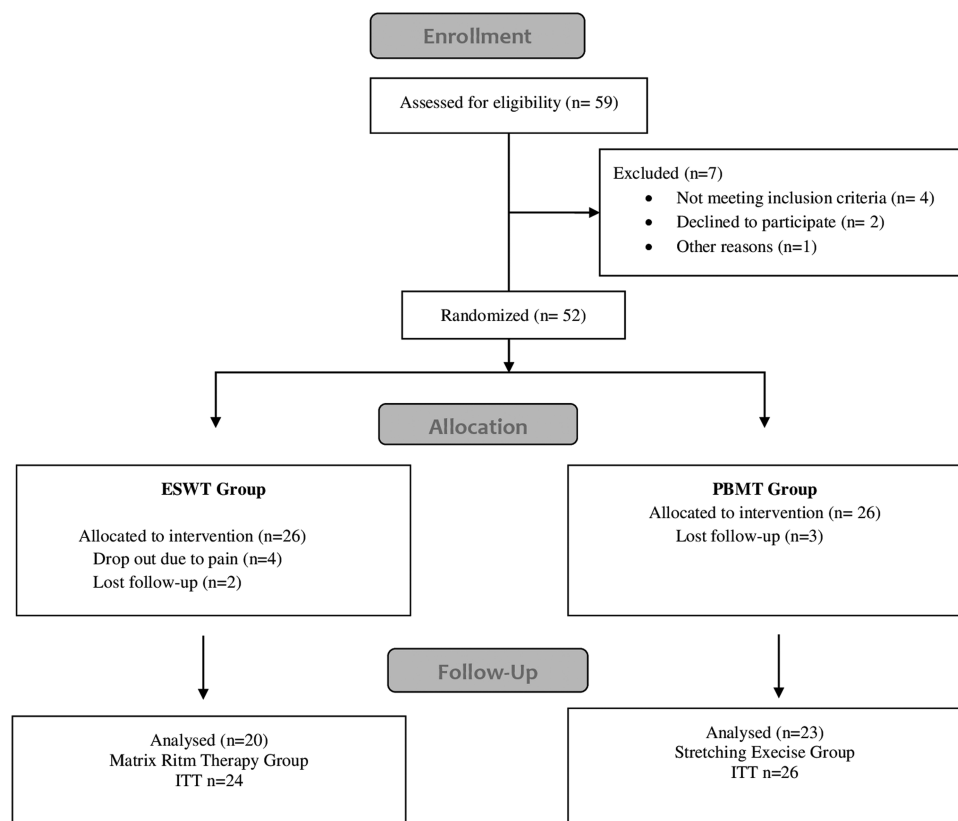 Enrollment
Assessed for eligibility (n= 59)
Excluded (n=7)
• Not meeting inclusion criteria (n= 4)
• Declined to participate (n= 2)
• Other reasons (n=1)
Randomized (n= 52)
Allocation
ESWT Group
Allocated to intervention (n=26)
Drop out due to pain (n=4)
Lost follow-up (n=2)
PBMT Group
Allocated to intervention (n= 26)
Lost follow-up (n=3)
Follow-Up
Analysed (n=20)
Matrix Ritm Therapy Group
ITT n=24
Analysed (n=23)
Stretching Execise Group
ITT n=26